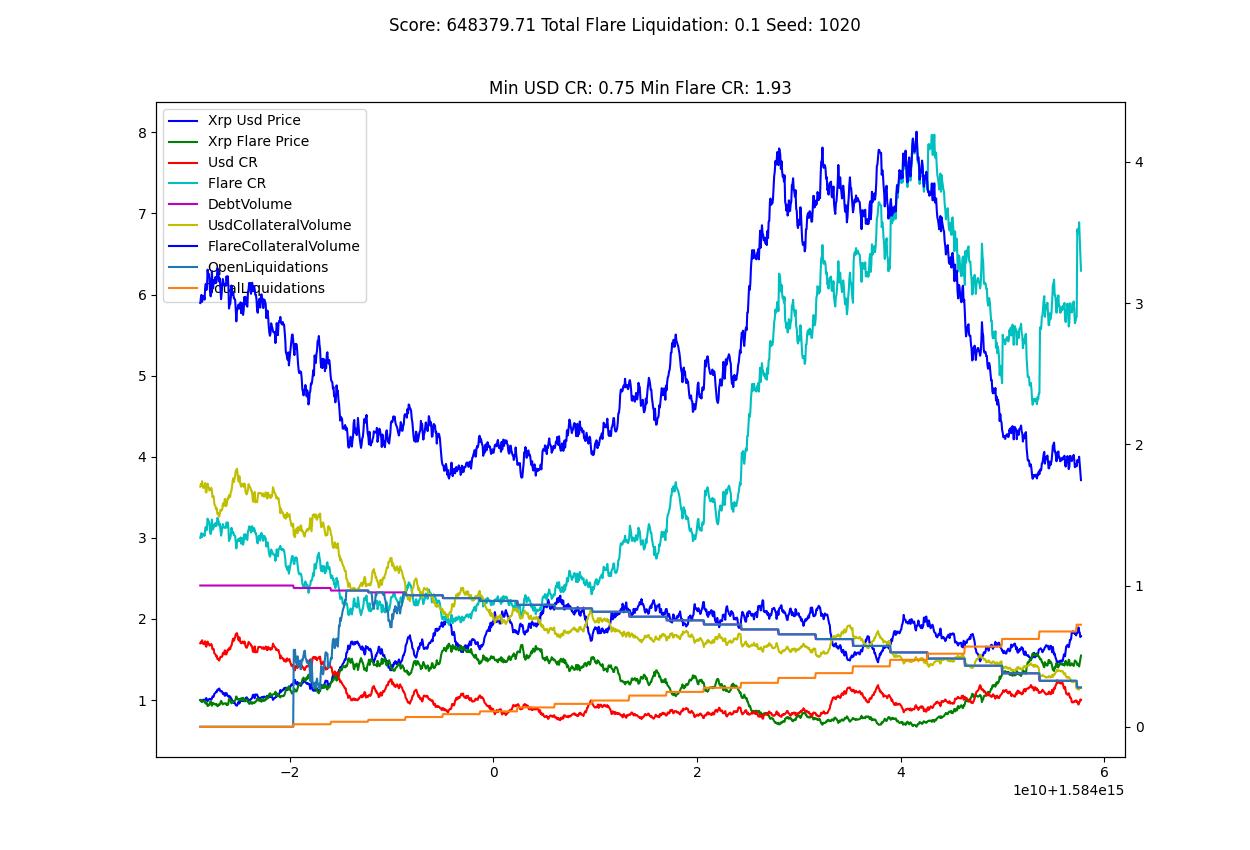 Score: 648379.71 Total Flare Liquidation: 0.1 Seed: 1020
Min USD CR: 0.75 Min Flare CR: 1.93
Xrp Usd Price
Xrp Flare Price
Usd CR
Flare CR
DebtVolume
UsdCollateralVolume
FlareCollateralVolume
OpenLiquidations
TotalLiquidations
8
7
6
5
4
3
2
1
4
3
2
1
0
−2
0
2
4
6
1e10+1.584e15